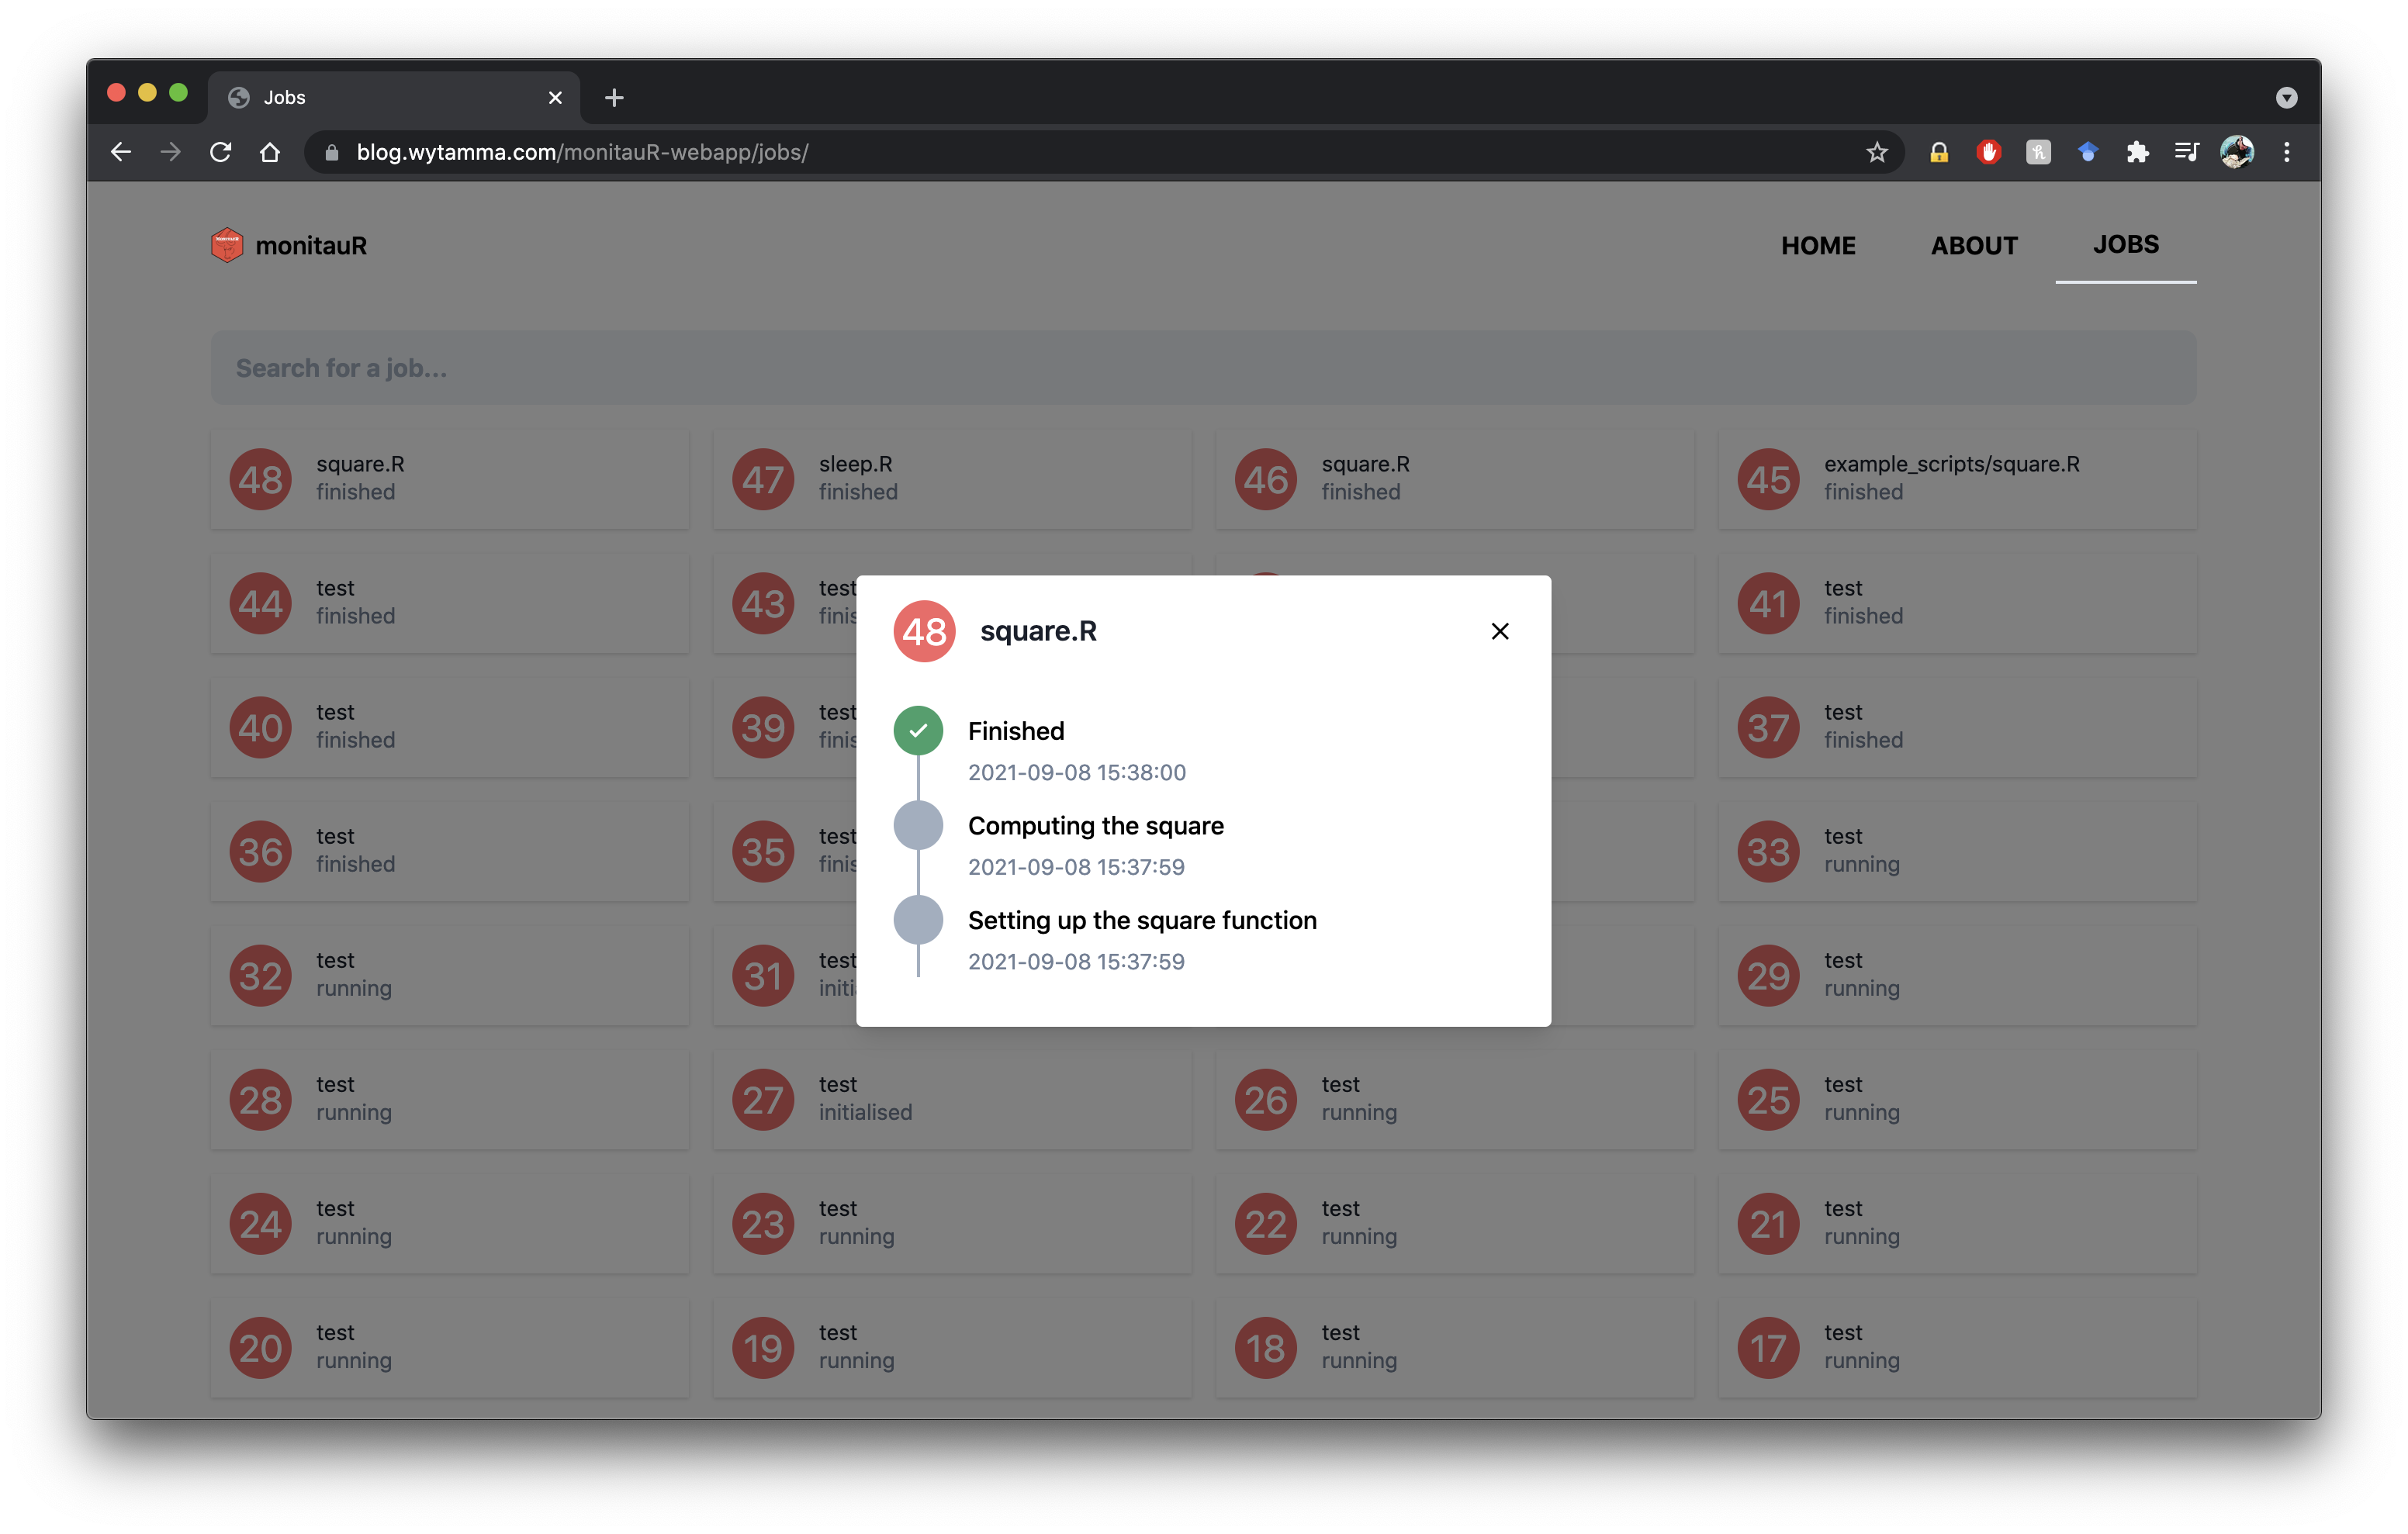 Jobs
blog.wytamma.com/monitauR-webapp/jobs/
monitauR
HOME
ABOUT
JOBS
Search for a job...
48
square.R
finished
47
sleep.R
finished
46
square.R
finished
45
example_scripts/square.R
finished
44
test
finished
43
test
41
test
finished
40
test
finished
39
test
37
test
finished
36
test
finished
35
test
33
test
running
32
test
running
31
test
29
test
running
48
square.R
Finished
2021-09-08 15:38:00
Computing the square
2021-09-08 15:37:59
Setting up the square function
2021-09-08 15:37:59
28
test
running
27
test
initialised
26
test
running
25
test
running
24
test
running
23
test
running
22
test
running
21
test
running
20
test
running
19
test
running
18
test
running
17
test
running